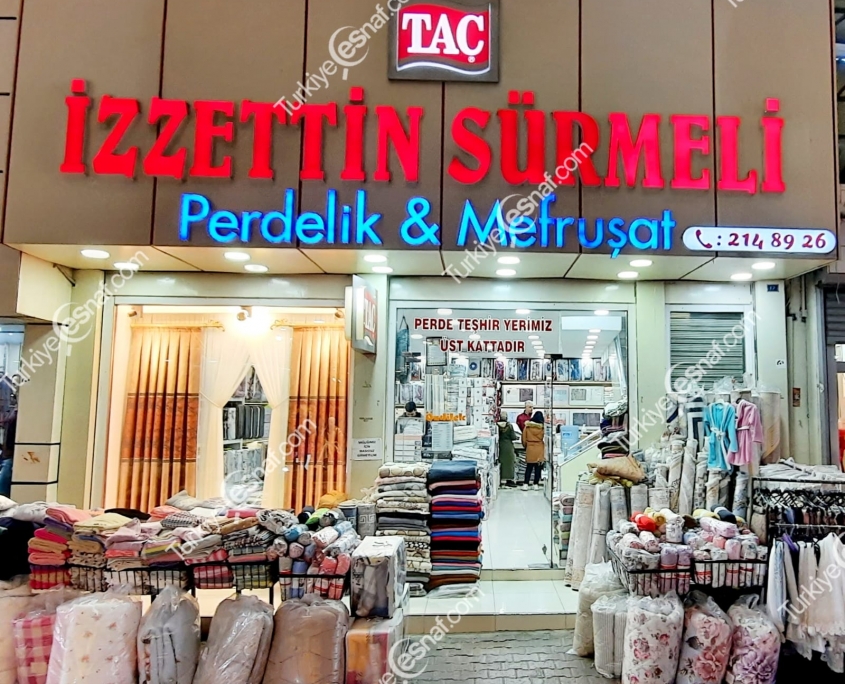 TAÇ
İZZETTİN SÜRMELİ
Perdelik & Mefruşat
: 214 89 26
TAÇ
PERDE TEŞHİR YERİMİZ
ÜST KATTADIR
Turkiyeesnaf.com